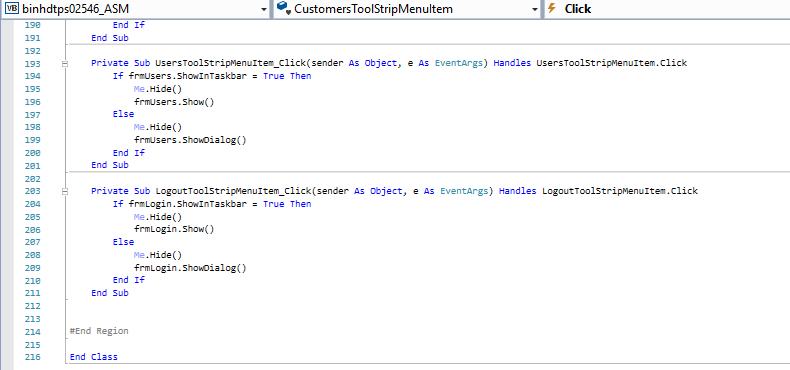 binhdtps02546_ASM CustomersToolStripMenuItem Click
190 End If
191 End Sub
192
193 Private Sub UsersToolStripMenuItem_Click(sender As Object, e As EventArgs) Handles UsersToolStripMenuItem.Click
194 If frmUsers.ShowInTaskbar = True Then
195 Me.Hide()
196 frmUsers.Show()
197 Else
198 Me.Hide()
199 frmUsers.ShowDialog()
200 End If
201 End Sub
202
203 Private Sub LogoutToolStripMenuItem_Click(sender As Object, e As EventArgs) Handles LogoutToolStripMenuItem.Click
204 If frmLogin.ShowInTaskbar = True Then
205 Me.Hide()
206 frmLogin.Show()
207 Else
208 Me.Hide()
209 frmLogin.ShowDialog()
210 End If
211 End Sub
212
213
214 #End Region
215
216 End Class